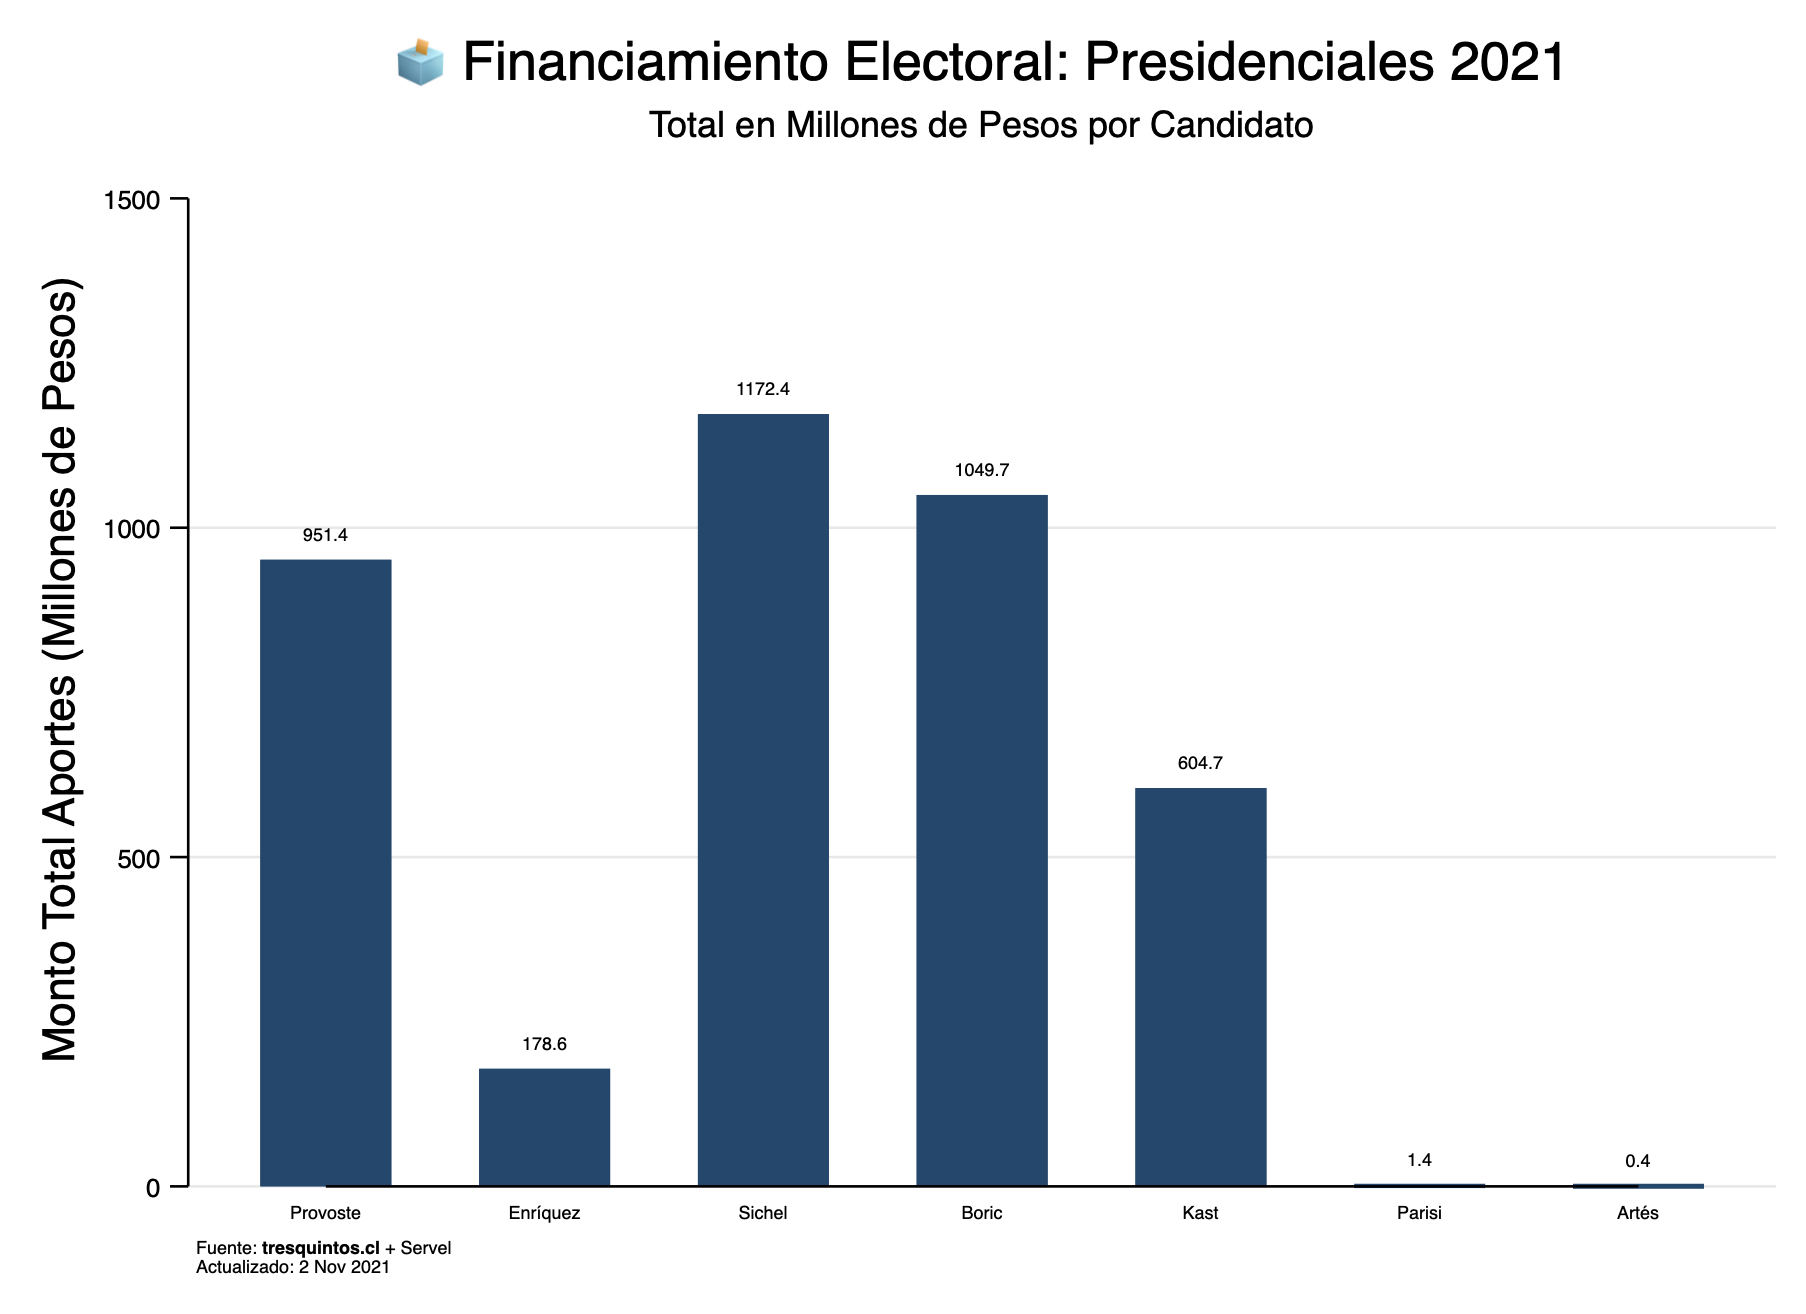 Financiamiento Electoral: Presidenciales 2021
Total en Millones de Pesos por Candidato
Monto Total Aportes (Millones de Pesos)
1500
1000
500
0
951.4
178.6
1172.4
1049.7
604.7
1.4
0.4
Provoste
Enríquez
Sichel
Boric
Kast
Parisi
Artés
Fuente: tresquintos.cl + Servel
Actualizado: 2 Nov 2021